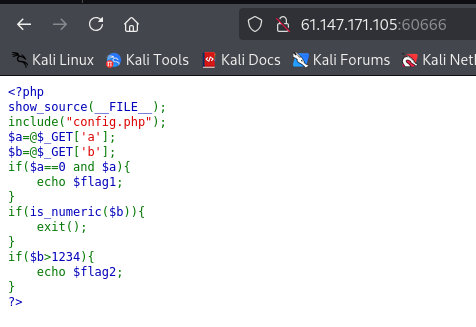 61.147.171.105:60666
Kali Linux Kali Tools Kali Docs Kali Forums Kali Net
<?php
show_source(__FILE__);
include("config.php");
$a=@$_GET['a'];
$b=@$_GET['b'];
if($a==0 and $a){
    echo $flag1;
}
if(is_numeric($b)){
    exit();
}
if($b>1234){
    echo $flag2;
}
?>